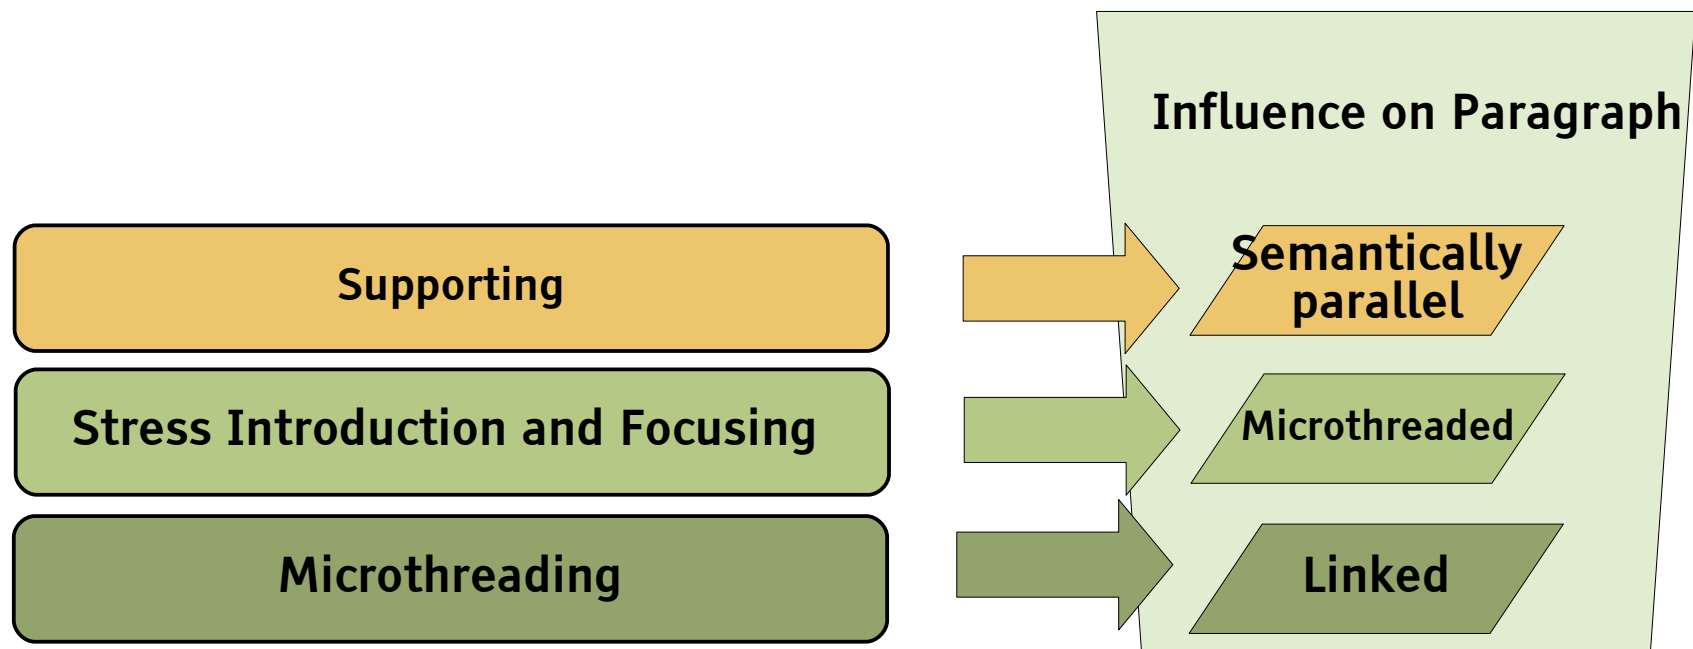 Influence on Paragraph
Supporting
Semantically
parallel
Stress Introduction and Focusing
Microthreaded
Microthreading
Linked